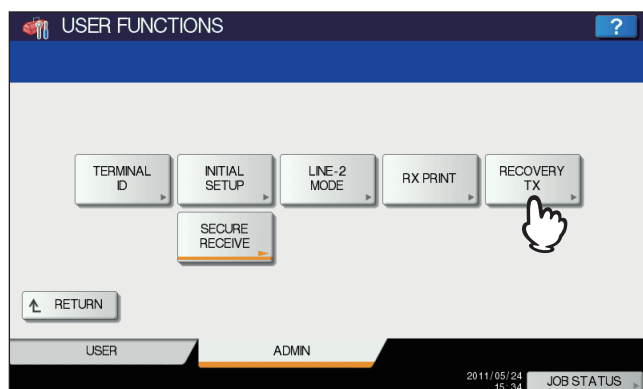 USER FUNCTIONS
?
TERMINAL
ID
INITIAL
SETUP
LINE-2
MODE
RX PRINT
RECOVERY
TX
SECURE
RECEIVE
RETURN
USER
ADMIN
2011/05/24
15:34
JOB STATUS